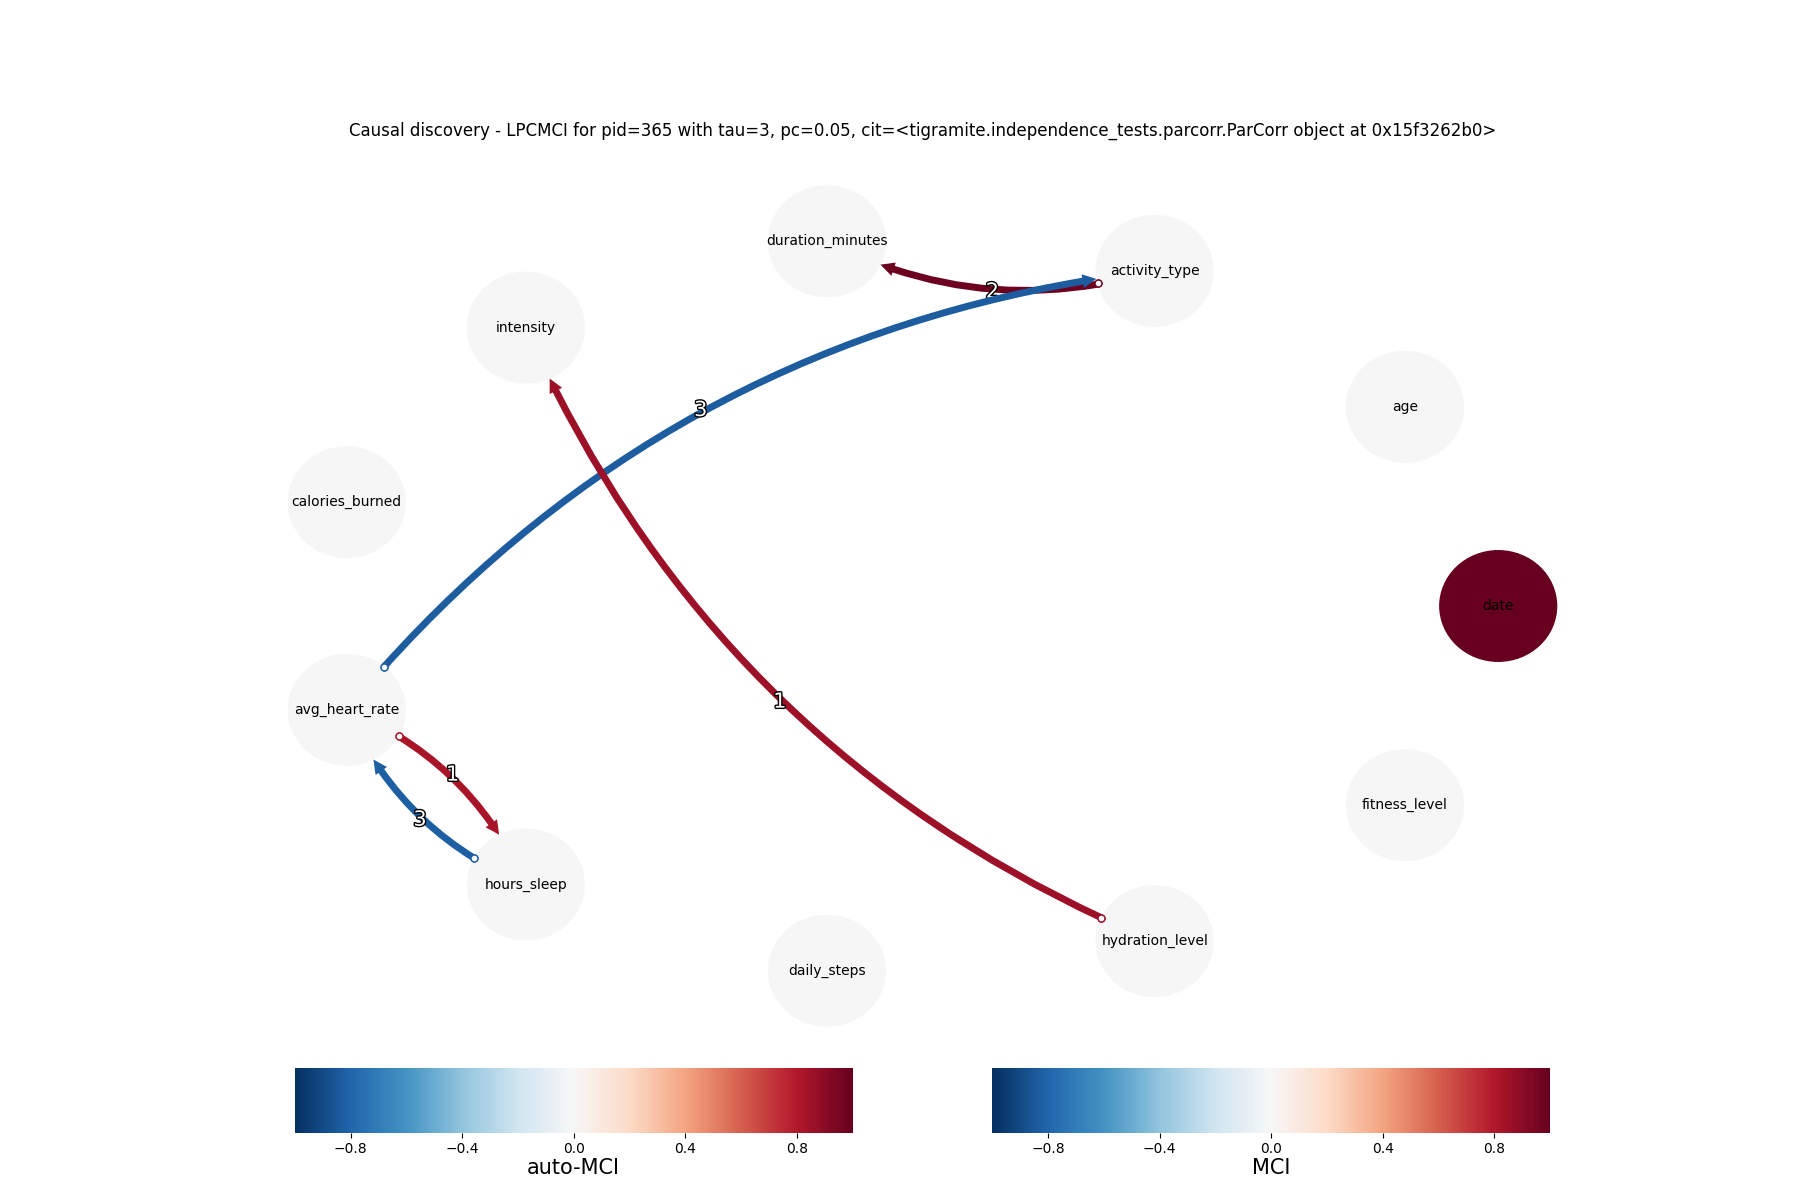 Causal discovery - LPCMCI for pid=365 with tau=3, pc=0.05, cit=<tigramite.independence_tests.parcorr.ParCorr object at 0x15f3262b0>
duration_minutes
activity_type
2
intensity
age
3
calories_burned
date
1
avg_heart_rate
1
3
fitness_level
hours_sleep
hydration_level
daily_steps
−0.8 −0.4 0.0 0.4 0.8
auto-MCI
−0.8 −0.4 0.0 0.4 0.8
MCI